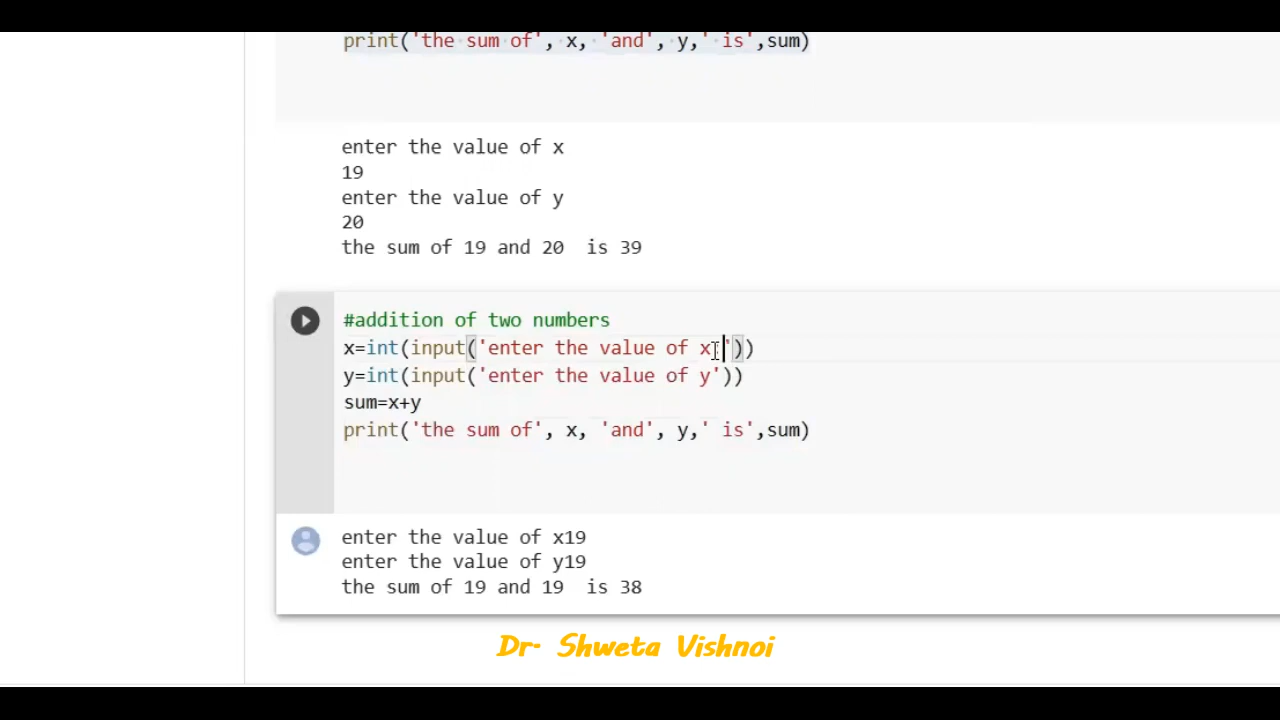 print('the sum of', x, 'and', y,' is',sum)
enter the value of x
19
enter the value of y
20
the sum of 19 and 20  is 39
#addition of two numbers
x=int(input('enter the value of x '))
y=int(input('enter the value of y'))
sum=x+y
print('the sum of', x, 'and', y,' is',sum)
enter the value of x19
enter the value of y19
the sum of 19 and 19  is 38
Dr. Shweta Vishnoi